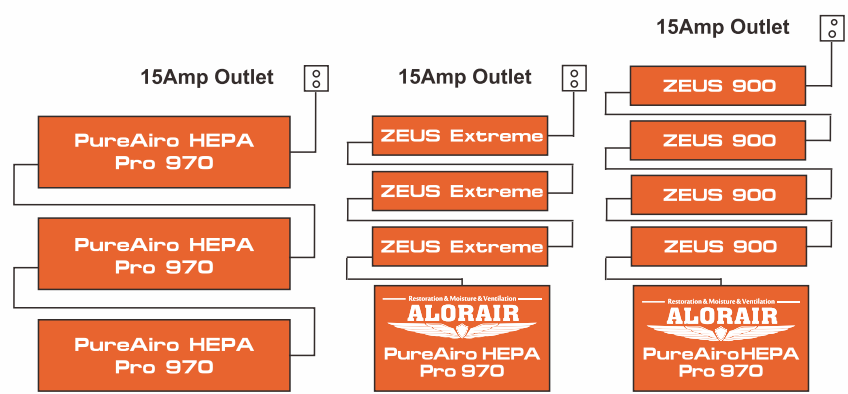 15Amp Outlet
PureAiro HEPA
Pro 970
PureAiro HEPA
Pro 970
PureAiro HEPA
Pro 970
15Amp Outlet
ZEUS Extreme
ZEUS Extreme
ZEUS Extreme
Restoration & Moisture & Ventilation
ALORAIR
PureAiro HEPA
Pro 970
15Amp Outlet
ZEUS 900
ZEUS 900
ZEUS 900
ZEUS 900
Restoration & Moisture & Ventilation
ALORAIR
PureAiro HEPA
Pro 970